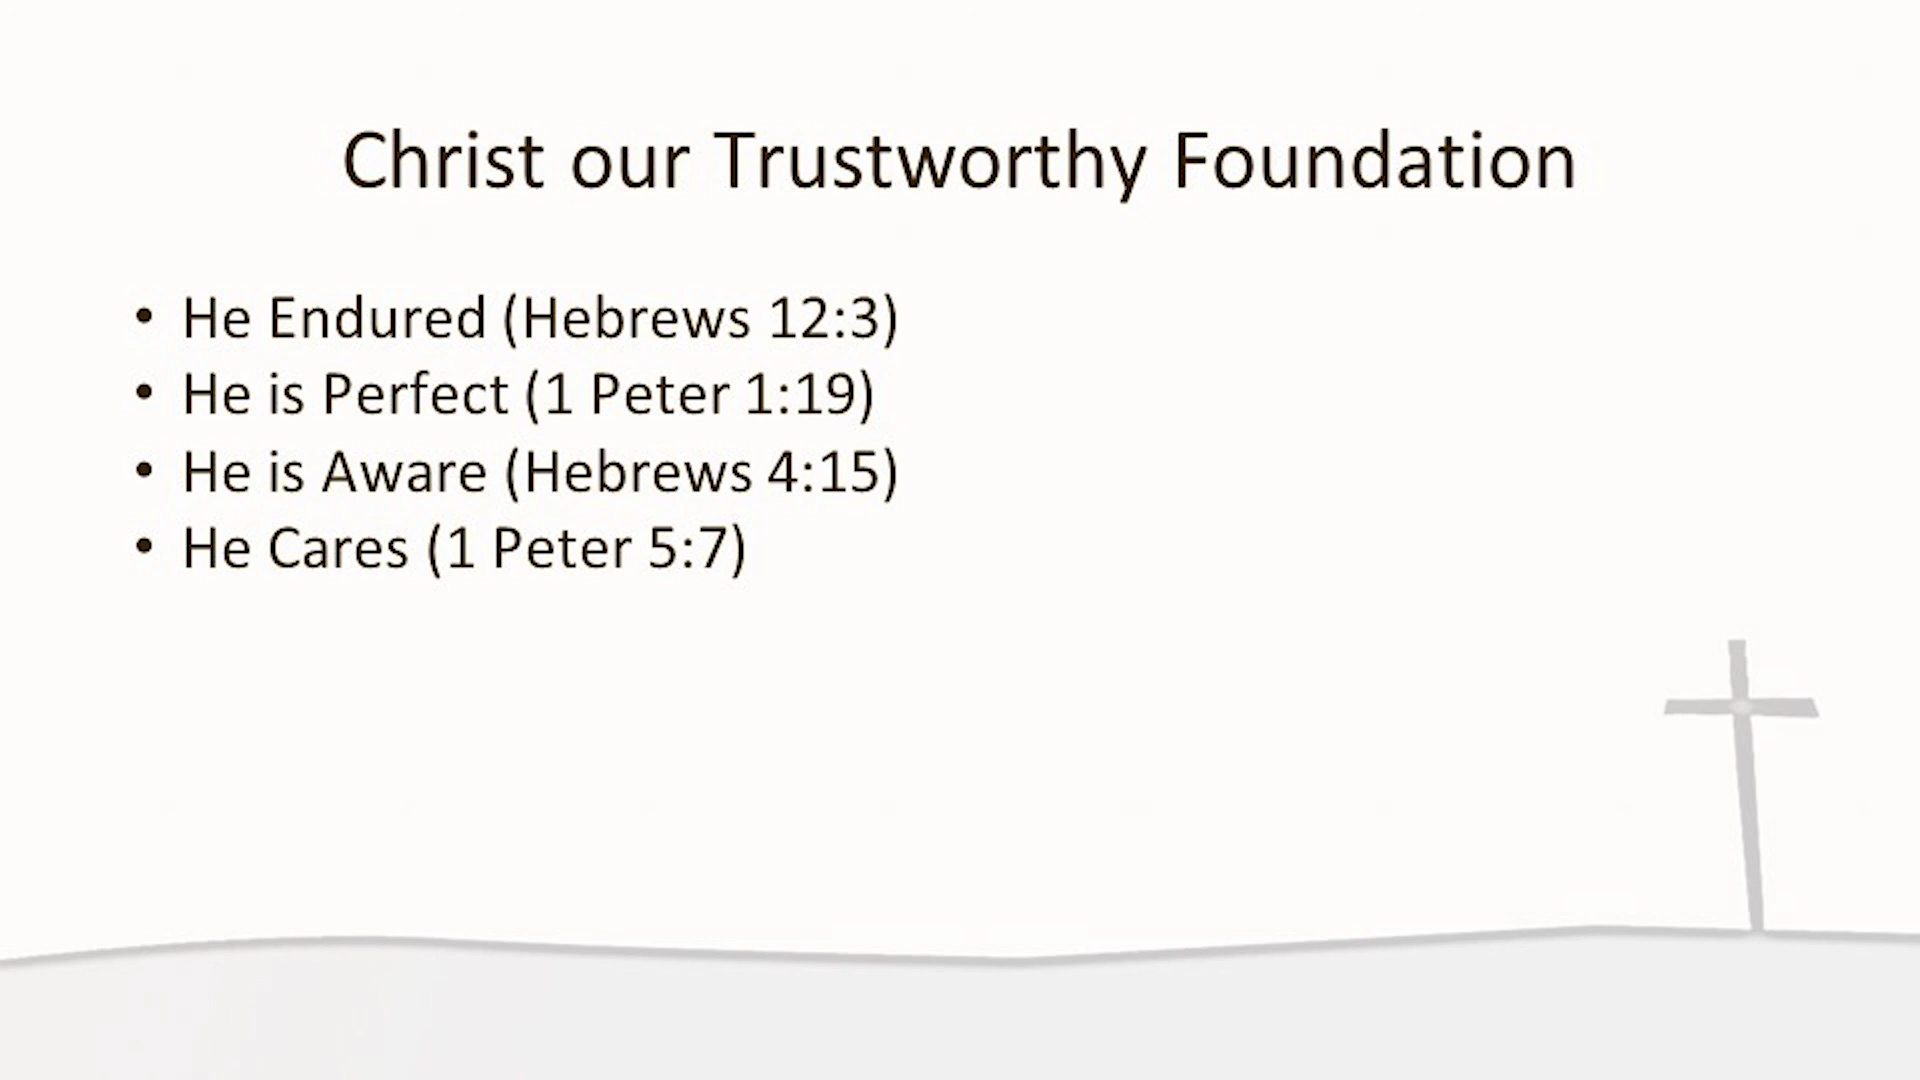 Christ our Trustworthy Foundation
• He Endured (Hebrews 12:3)
• He is Perfect (1 Peter 1:19)
• He is Aware (Hebrews 4:15)
• He Cares (1 Peter 5:7)